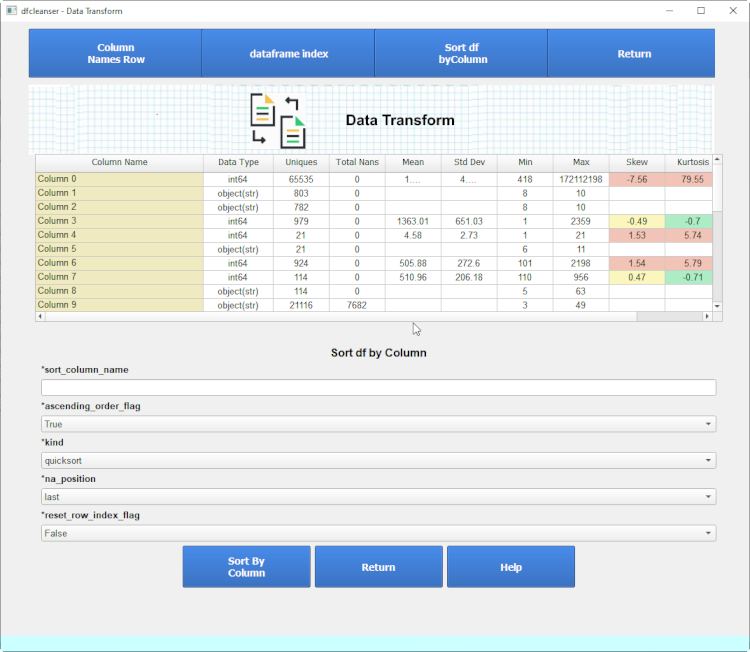 dfcleanser - Data Transform
Column
Names Row
dataframe index
Sort df
byColumn
Return
Data Transform
Column Name Data Type Uniques Total Nans Mean Std Dev Min Max Skew Kurtosis
Column 0 int64 65535 0 1.... 4.... 418 172112198 -7.56 79.55
Column 1 object(str) 803 0 8 10
Column 2 object(str) 782 0 8 10
Column 3 int64 979 0 1363.01 651.03 1 2359 -0.49 -0.7
Column 4 int64 21 0 4.58 2.73 1 21 1.53 5.74
Column 5 object(str) 21 0 6 11
Column 6 int64 924 0 505.88 272.6 101 2198 1.54 5.79
Column 7 int64 114 0 510.96 206.18 110 956 0.47 -0.71
Column 8 object(str) 114 0 5 63
Column 9 object(str) 21116 7682 3 49
Sort df by Column
*sort_column_name
*ascending_order_flag
True
*kind
quicksort
*na_position
last
*reset_row_index_flag
False
Sort By
Column
Return
Help